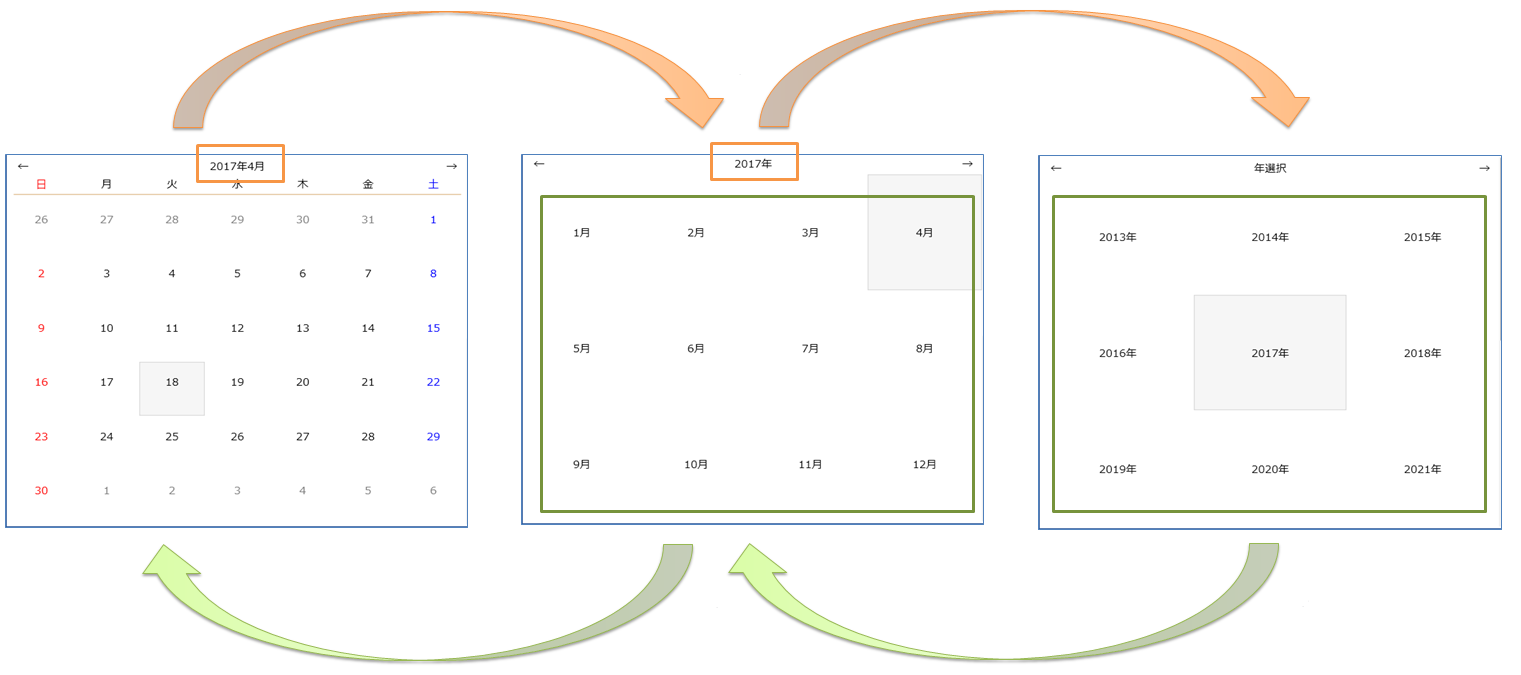 ← 2017年4月 →
日 月 火 水 木 金 土
26 27 28 29 30 31 1
2 3 4 5 6 7 8
9 10 11 12 13 14 15
16 17 18 19 20 21 22
23 24 25 26 27 28 29
30 1 2 3 4 5 6
← 2017年 →
1月 2月 3月 4月
5月 6月 7月 8月
9月 10月 11月 12月
← 年選択 →
2013年 2014年 2015年
2016年 2017年 2018年
2019年 2020年 2021年